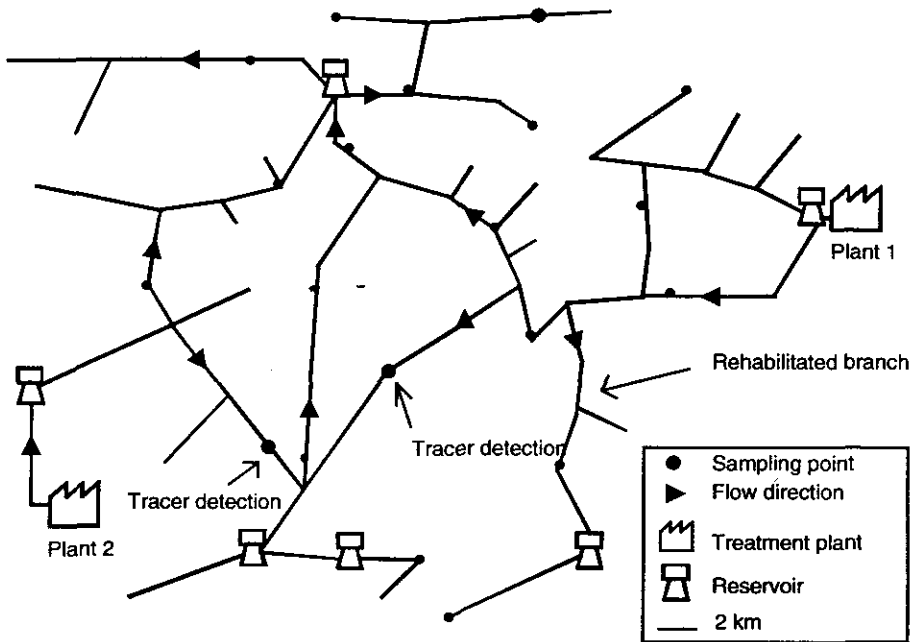 Plant 1
Rehabilitated branch
Tracer detection
Tracer detection
Plant 2
Sampling point
Flow direction
Treatment plant
Reservoir
2 km